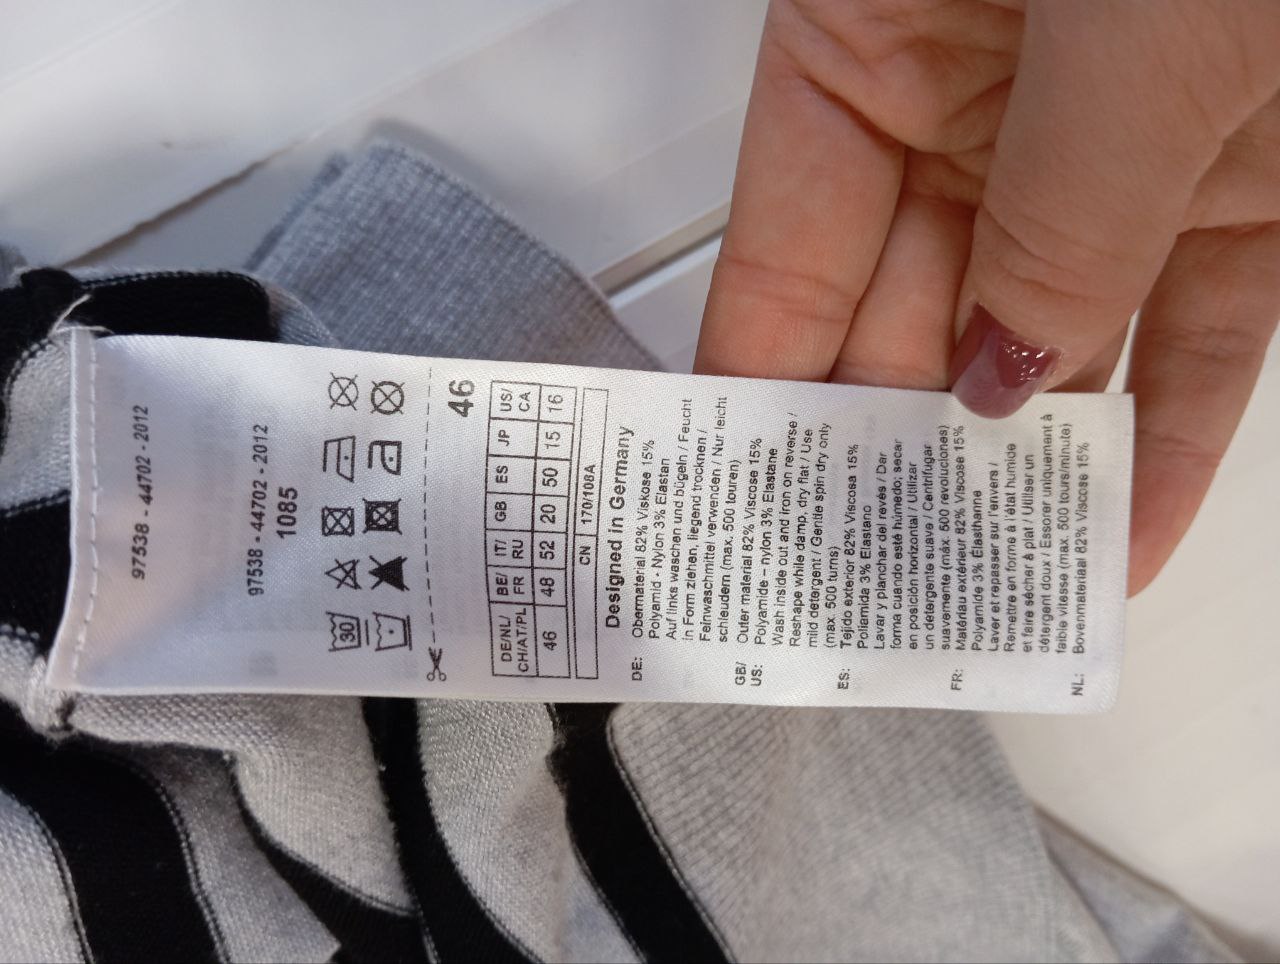 97538 - 44702 - 2012
97538 - 44702 - 2012
1085
30
46
DE/NL/ CHI/AT/PL BE/ FR IT/ RU GB ES JP US/ CA
46 48 52 20 50 15 16
CN 170/108A
Designed in Germany
DE: Obermaterial 82% Viskose 15%
Polyamid - Nylon 3% Elastan
Auf links waschen und bügeln / Feucht
in Form ziehen, liegend trocknen /
Feinwaschmittel verwenden / Nur leicht
schleudern (max. 500 touren)
GB/ US: Outer material 82% Viscose 15%
Polyamide – nylon 3% Elastane
Wash inside out and iron on reverse /
Reshape while damp, dry flat / Use
mild detergent / Gentle spin dry only
(max. 500 turns)
ES: Tejido exterior 82% Viscosa 15%
Poliamida 3% Elastano
Lavar y planchar del revés / Dar
forma cuando esté húmedo; secar
en posición horizontal / Utilizar
un detergente suave / Centrifugar
suavemente (máx. 500 revoluciones)
FR: Matériau extérieur 82% Viscose 15%
Polyamide 3% Élasthanne
Laver et repasser sur l'envers /
Remettre en forme à l'état humide
et faire sécher à plat / Utiliser un
détergent doux / Essorer uniquement à
faible vitesse (max. 500 tours/minute)
NL: Bovenmateriaal 82% Viscose 15%